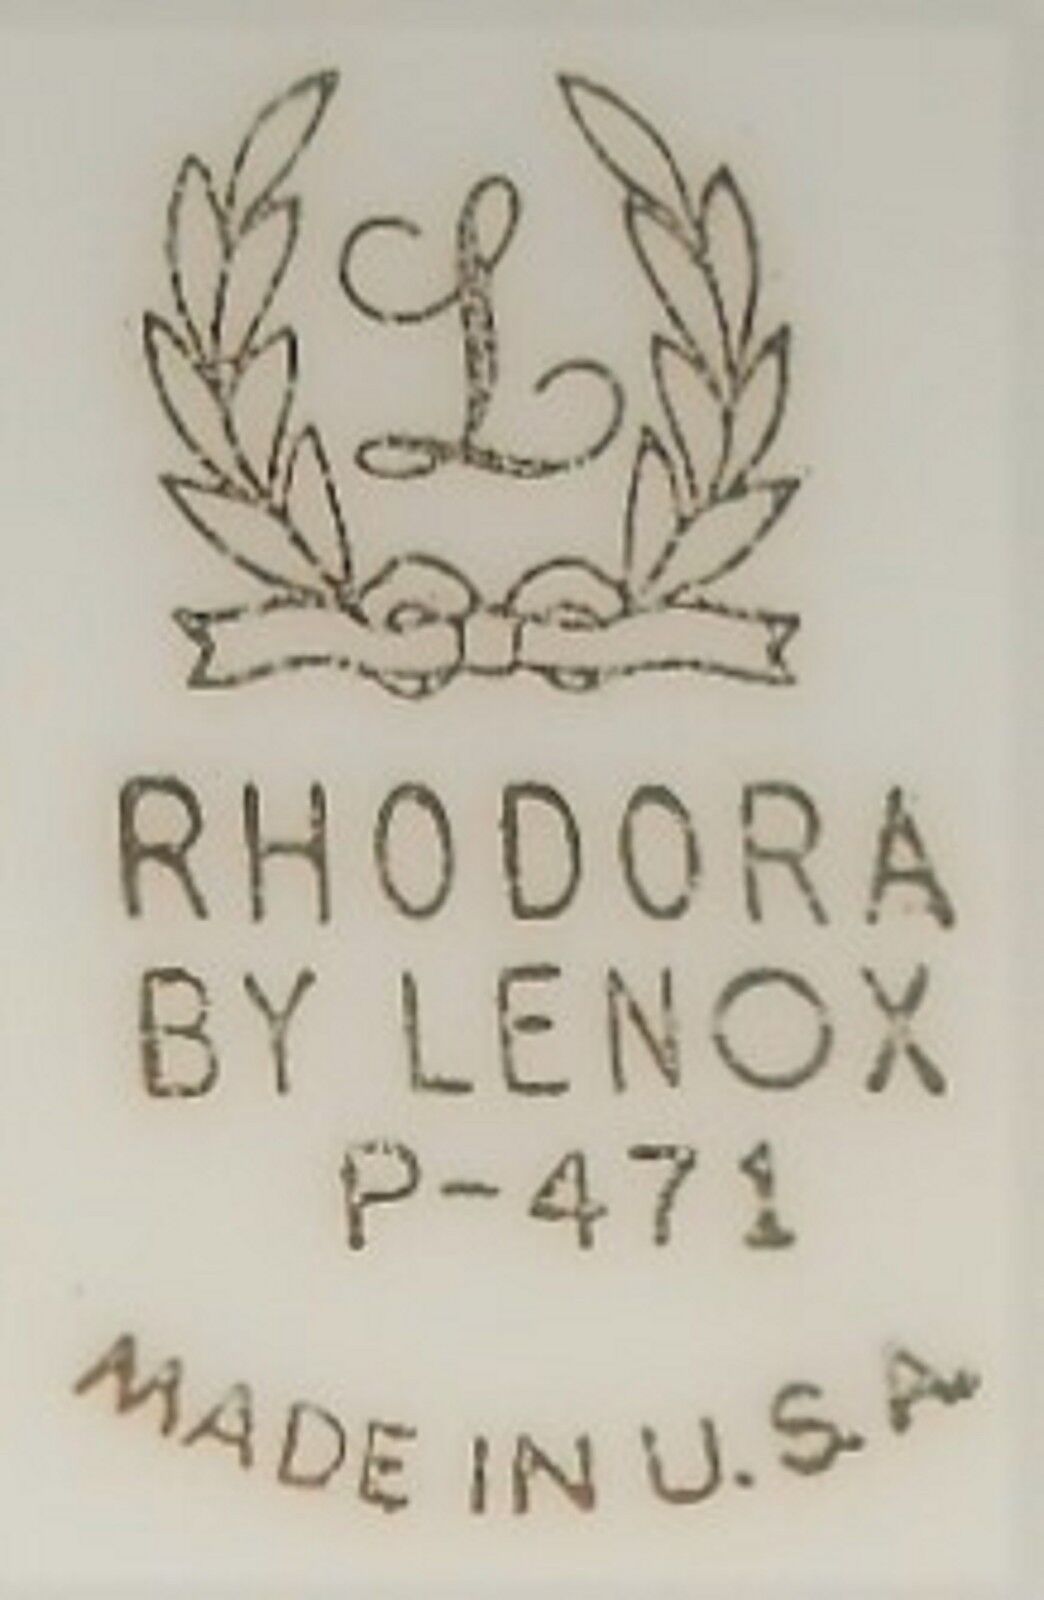 L
RHODORA
BY LENOX
P-471
MADE IN U.S.A.